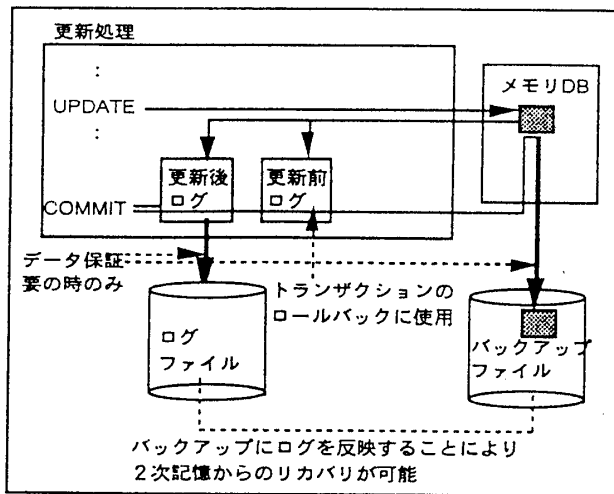 更新処理
:
UPDATE
:
COMMIT
更新後
ログ
更新前
ログ
メモリDB
データ保証
要の時のみ
トランザクションの
ロールバックに使用
ログ
ファイル
バックアップ
ファイル
バックアップにログを反映することにより
2次記憶からのリカバリが可能